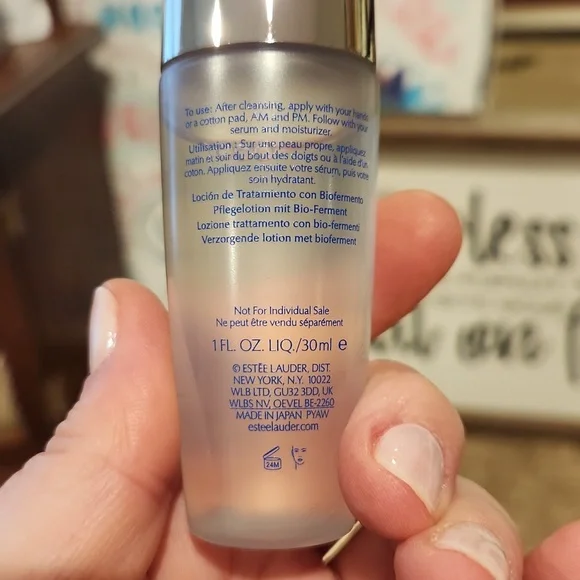 To use: After cleansing, apply with your hands
or a cotton pad, AM and PM. Follow with your
serum and moisturizer.
Utilisation : Sur une peau propre, appliquez
matin et soir du bout des doigts ou à l'aide d'un
coton. Appliquez ensuite votre sérum, puis votre
soin hydratant.
Loción de Tratamiento con Biofermento
Pflegelotion mit Bio-Ferment
Lozione trattamento con bio-fermenti
Verzorgende lotion met bioferment
Not For Individual Sale
Ne peut être vendu séparément
1 FL. OZ. LIQ./30ml e
© ESTĒE LAUDER, DIST.
NEW YORK, N.Y. 10022
WLB LTD, GU32 3DD, UK
WLBS NV, OEVEL BE-2260
MADE IN JAPAN PYAW
esteelauder.com
24M
less
all are